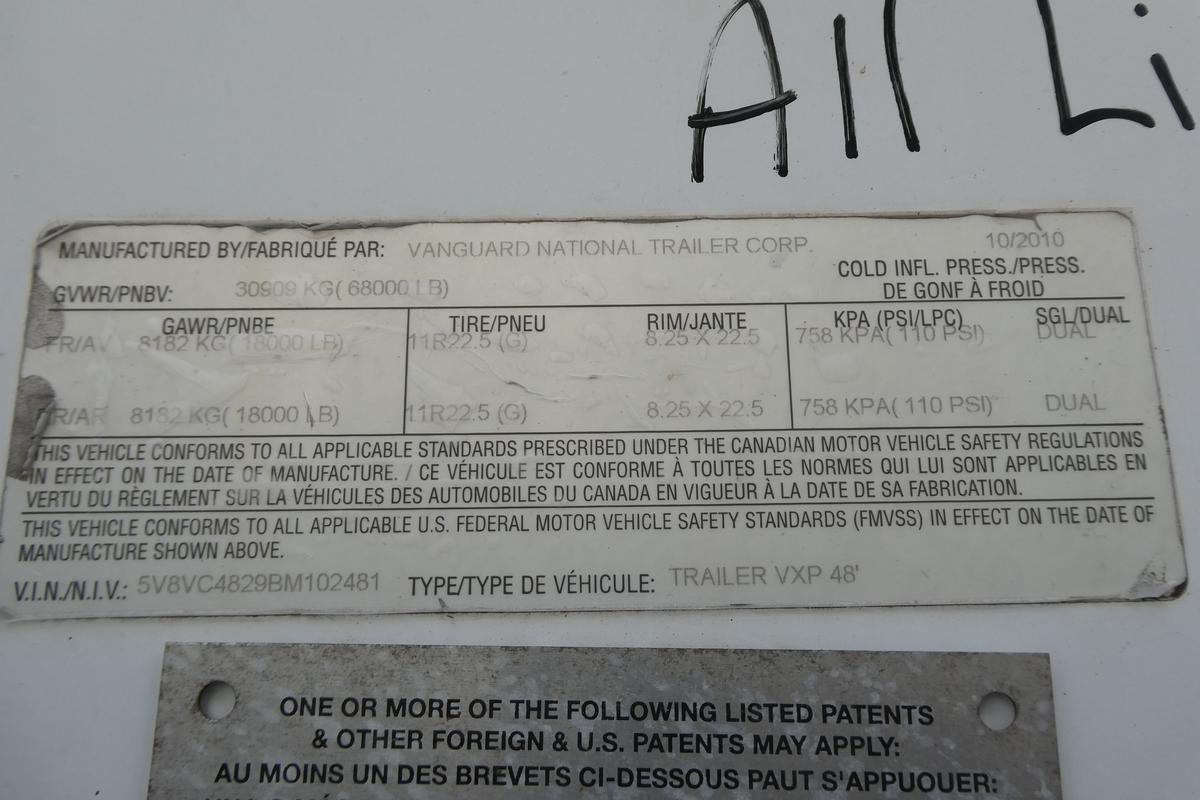 All Li
MANUFACTURED BY/FABRIQUÉ PAR: VANGUARD NATIONAL TRAILER CORP. 10/2010
GVWR/PNBV: 30909 KG( 68000 LB) COLD INFL. PRESS./PRESS.
DE GONF À FROID
GAWR/PNBE TIRE/PNEU RIM/JANTE KPA (PSI/LPC) SGL/DUAL
FR/AV 8182 KG( 18000 LB) 11R22.5 (G) 8.25 X 22.5 758 KPA( 110 PSI) DUAL
RR/AR 8182 KG( 18000 LB) 11R22.5 (G) 8.25 X 22.5 758 KPA( 110 PSI) DUAL
THIS VEHICLE CONFORMS TO ALL APPLICABLE STANDARDS PRESCRIBED UNDER THE CANADIAN MOTOR VEHICLE SAFETY REGULATIONS
IN EFFECT ON THE DATE OF MANUFACTURE. / CE VÉHICULE EST CONFORME À TOUTES LES NORMES QUI LUI SONT APPLICABLES EN
VERTU DU RÈGLEMENT SUR LA VÉHICULES DES AUTOMOBILES DU CANADA EN VIGUEUR À LA DATE DE SA FABRICATION.
THIS VEHICLE CONFORMS TO ALL APPLICABLE U.S. FEDERAL MOTOR VEHICLE SAFETY STANDARDS (FMVSS) IN EFFECT ON THE DATE OF
MANUFACTURE SHOWN ABOVE.
V.I.N./N.I.V.: 5V8VC4829BM102481 TYPE/TYPE DE VÉHICULE: TRAILER VXP 48'
ONE OR MORE OF THE FOLLOWING LISTED PATENTS
& OTHER FOREIGN & U.S. PATENTS MAY APPLY:
AU MOINS UN DES BREVETS CI-DESSOUS PAUT S'APPUOUER: